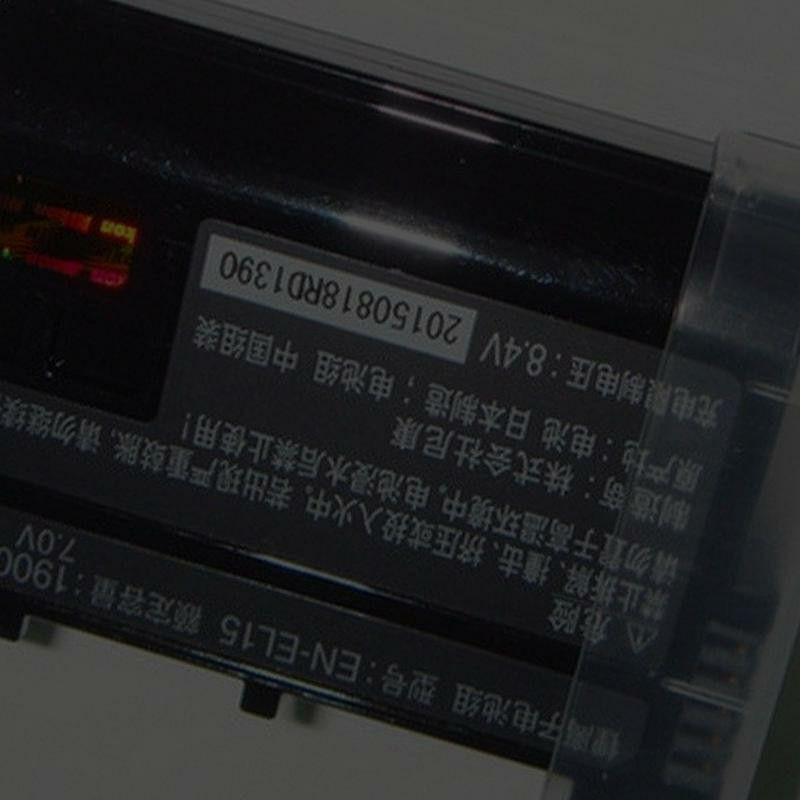 锂离子电池组 型号：EN-EL15 额定容量：1900
7.0V
⚠ 危险
禁止拆解、撞击、挤压或投入火中，若出现严重鼓胀，请勿继续
请勿置于高温环境中，电池浸水后禁止使用！
制造商：株式会社尼康
原产地：电池 日本制造；电池组 中国组装
充电限制电压：8.4V 20150818RD1390